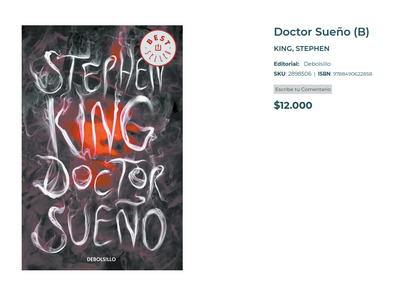 BEST
SELLER
STEPHEN
KING
DOCTOR
SUEÑO
DEBOLSILLO
Doctor Sueño (B)
KING, STEPHEN
Editorial: Debolsillo
SKU: 2898506 | ISBN: 9788490622858
Escribe tu Comentario
$12.000